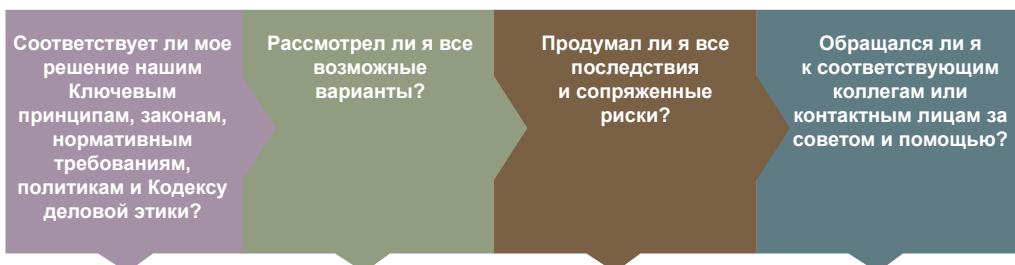 Соответствует ли мое
решение нашим
Ключевым
принципам, законам,
нормативным
требованиям,
политикам и Кодексу
деловой этики?
Рассмотрел ли я все
возможные
варианты?
Продумал ли я все
последствия
и сопряженные
риски?
Обращался ли я
к соответствующим
коллегам или
контактным лицам за
советом и помощью?